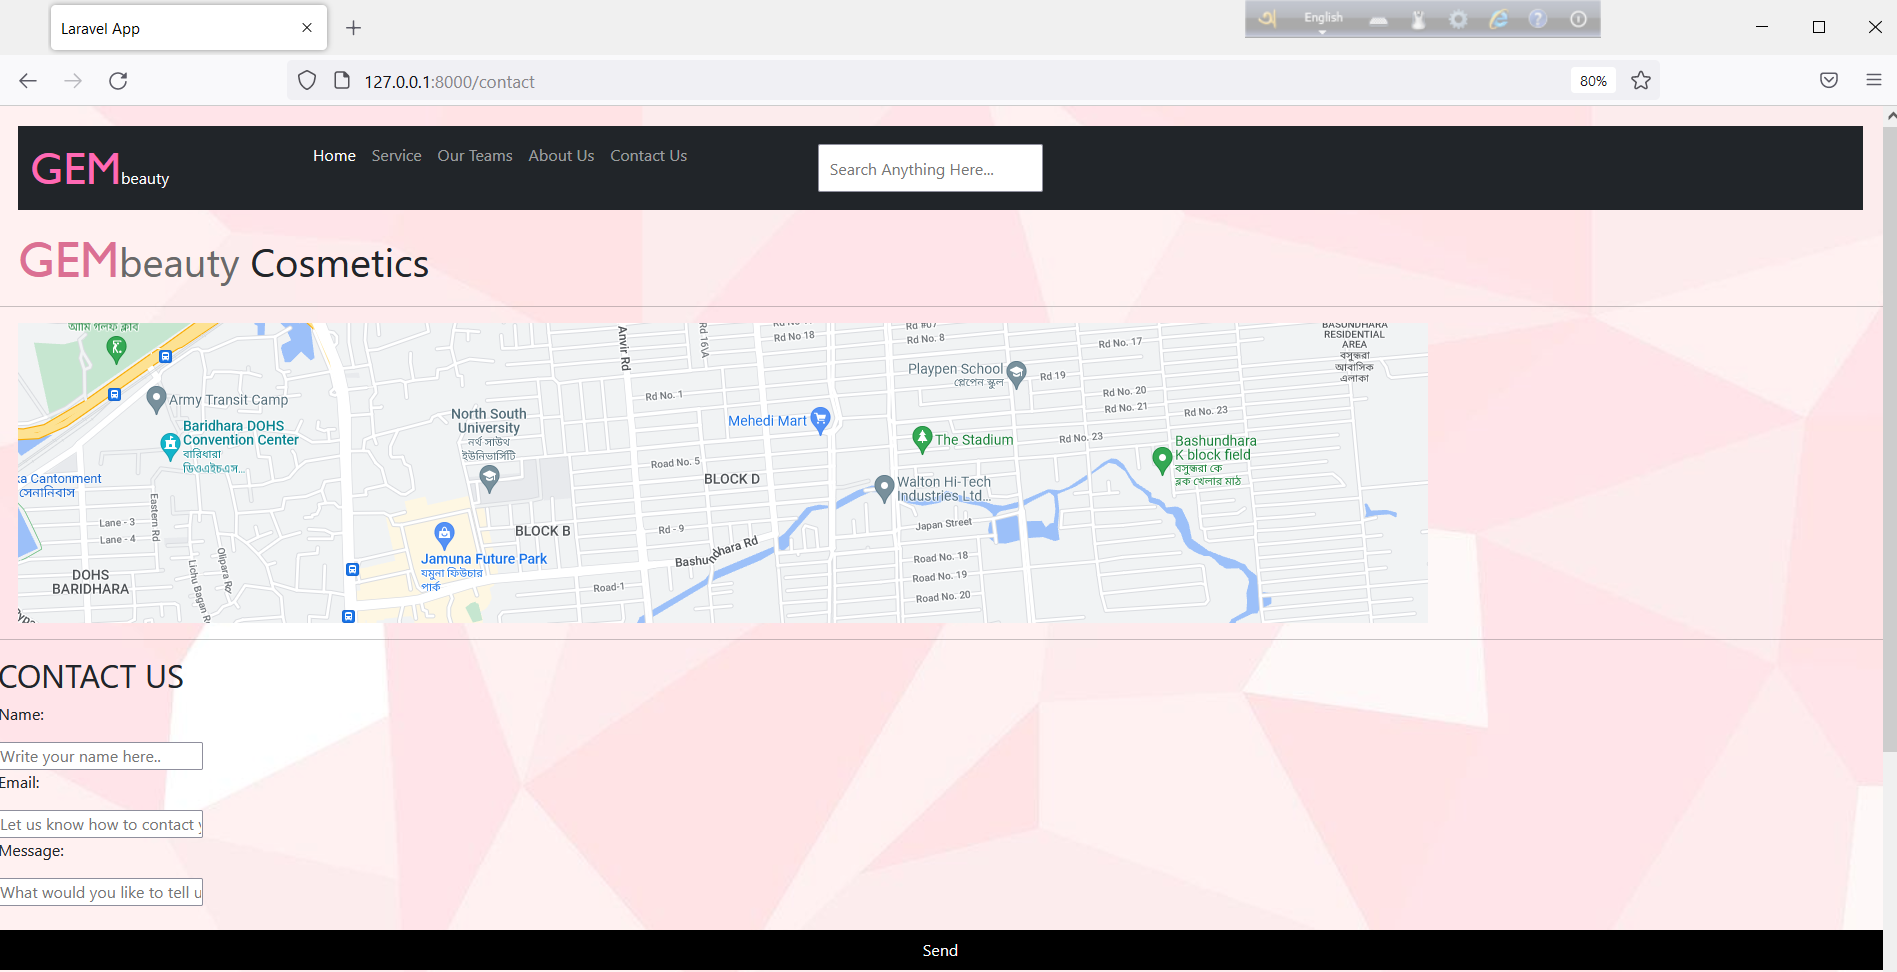 Laravel App
English
127.0.0.1:8000/contact
80%
GEMbeauty
Home Service Our Teams About Us Contact Us
Search Anything Here...
GEMbeauty Cosmetics
আর্মি গলফ ক্লাব
Army Transit Camp
Baridhara DOHS
Convention Center
বারিধারা
ডিওএইচএস...
ka Cantonment
সেনানিবাস
Lane - 3
Lane - 4
Eastern Rd
DOHS
BARIDHARA
Lichu Bagan
Olipara Rd
North South
University
নর্থ সাউথ
ইউনিভার্সিটি
BLOCK B
Jamuna Future Park
যমুনা ফিউচার
পার্ক
Anvir Rd
Rd 16\A
Rd No. 1
Road No. 5
Rd - 9
Road-1
Bashundhara Rd
BLOCK D
Mehedi Mart
Rd No 18
Rd #07
Rd No. 8
Playpen School
প্লেপেন স্কুল
Rd 19
Rd No. 17
Rd No. 20
Rd No. 21
Rd No. 23
The Stadium
Rd No. 23
Walton Hi-Tech
Industries Ltd...
Japan Street
Road No. 18
Road No. 19
Road No. 20
Bashundhara
K block field
বসুন্ধরা কে
ব্লক খেলার মাঠ
BASUNDHARA
RESIDENTIAL
AREA
বসুন্ধরা
আবাসিক
এলাকা
CONTACT US
Name:
Write your name here..
Email:
Let us know how to contact y
Message:
What would you like to tell u
Send